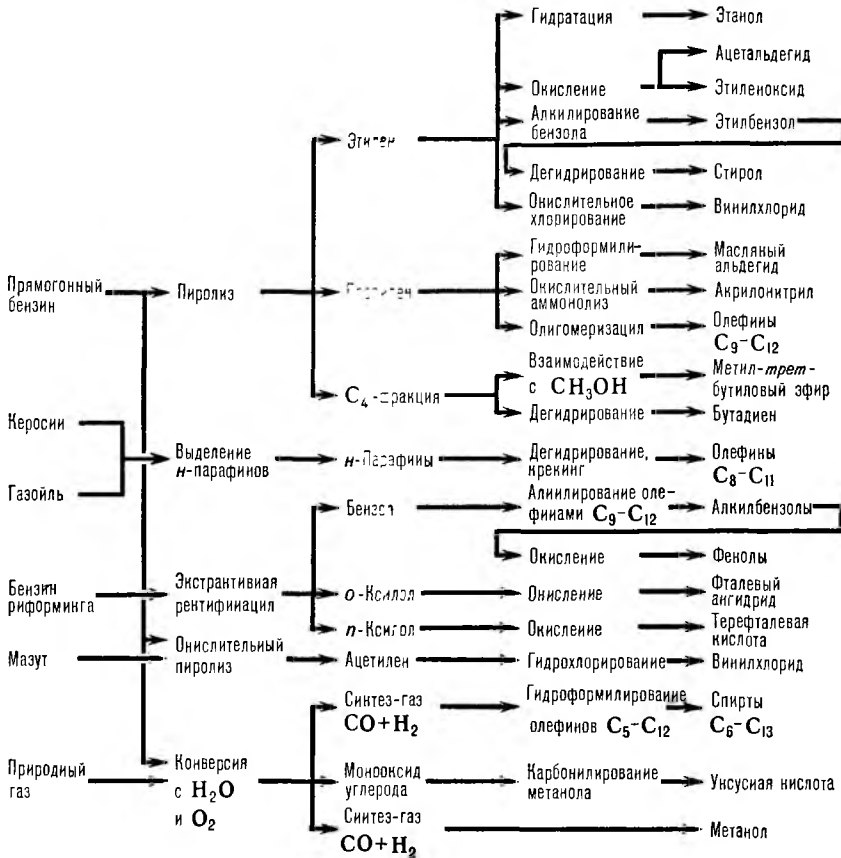 Гидратация
Этанол
Ацетальдегид
Окисление
Этиленоксид
Алкилирование
бензола
Этилбензол
Этилен
Дегидрирование
Стирол
Окислительное
хлорирование
Винилхлорид
Гидроформили-
рование
Масляный
альдегид
Прямогонный
бензин
Пиролиз
Окислительный
аммонолиз
Акрилонитрил
Олигомеризация
Олефины
C₉–C₁₂
Взаимодействие
с CH₃OH
Метил-трет-
бутиловый эфир
C₄-фракция
Дегидрирование
Бутадиен
Керосин
Газойль
Выделение
н-парафинов
н-Парафины
Дегидрирование,
крекинг
Олефины
C₈–C₁₁
Бензол
Алкилирование оле-
финами C₉–C₁₂
Алкилбензолы
Окисление
Фенолы
Бензин
риформинга
Экстрактивная
ректификация
о-Ксилол
Окисление
Фталевый
ангидрид
п-Ксилол
Окисление
Терефталевая
кислота
Мазут
Окислительный
пиролиз
Ацетилен
Гидрохлорирование
Винилхлорид
Синтез-газ
CO+H₂
Гидроформилирование
олефинов C₅–C₁₂
Спирты
C₆–C₁₃
Природный
газ
Конверсия
с H₂O
и O₂
Монооксид
углерода
Карбонилирование
метанола
Уксусная кислота
Синтез-газ
CO+H₂
Метанол